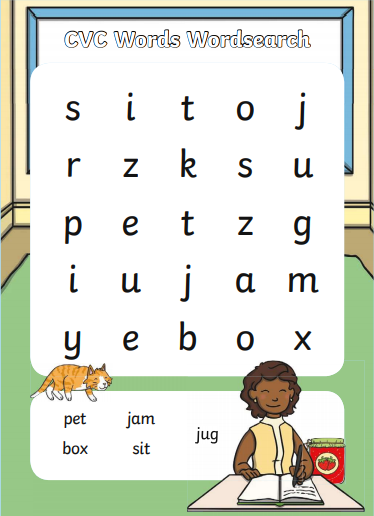 CVC Words Wordsearch
s i t o j
r z k s u
p e t z g
i u j a m
y e b o x
pet jam
jug
box sit